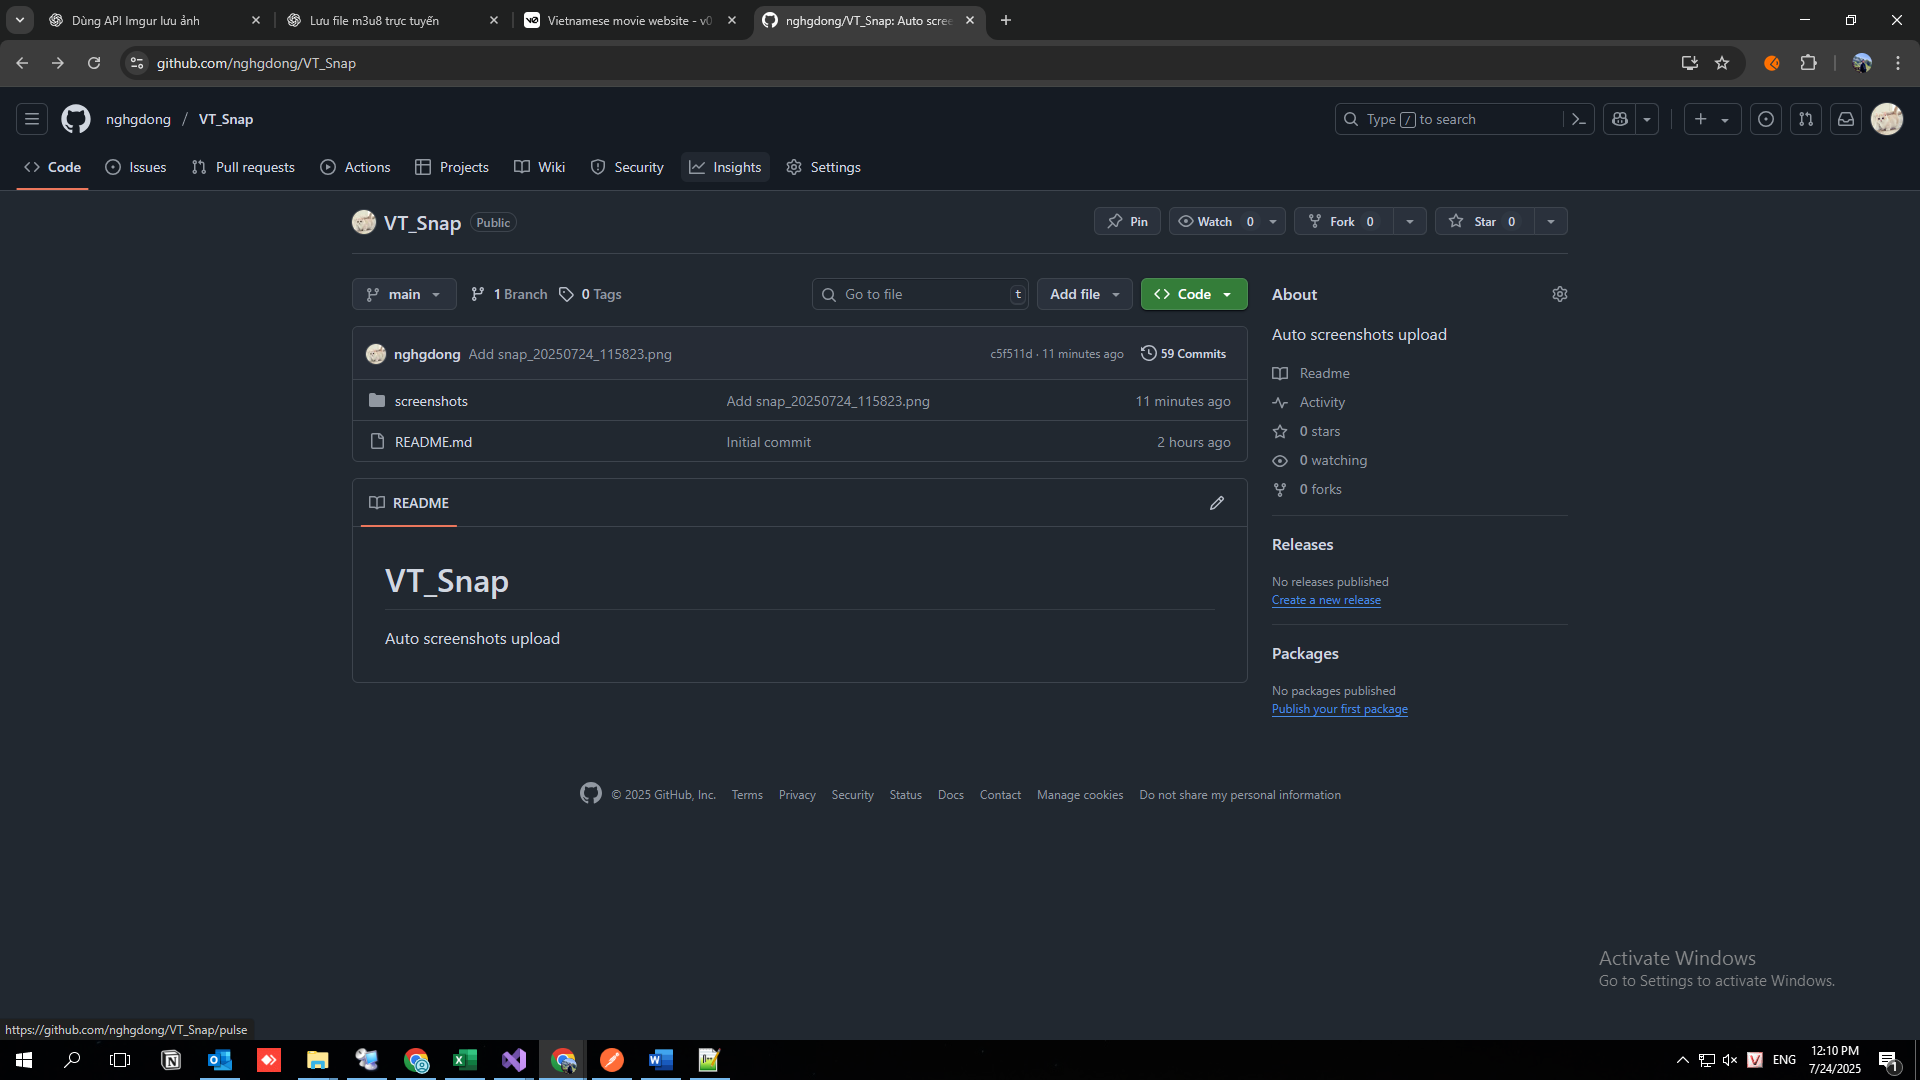 Dùng API Imgur lưu ảnh
Lưu file m3u8 trực tuyến
Vietnamese movie website - v0
nghgdong/VT_Snap: Auto scree
github.com/nghgdong/VT_Snap
nghgdong / VT_Snap
Type / to search
Code
Issues
Pull requests
Actions
Projects
Wiki
Security
Insights
Settings
VT_Snap
Public
Pin
Watch 0
Fork 0
Star 0
main
1 Branch
0 Tags
Go to file
t
Add file
Code
nghgdong Add snap_20250724_115823.png
c5f511d · 11 minutes ago
59 Commits
screenshots
Add snap_20250724_115823.png
11 minutes ago
README.md
Initial commit
2 hours ago
README
VT_Snap
Auto screenshots upload
About
Auto screenshots upload
Readme
Activity
0 stars
0 watching
0 forks
Releases
No releases published
Create a new release
Packages
No packages published
Publish your first package
© 2025 GitHub, Inc.
Terms
Privacy
Security
Status
Docs
Contact
Manage cookies
Do not share my personal information
Activate Windows
Go to Settings to activate Windows.
https://github.com/nghgdong/VT_Snap/pulse
ENG
12:10 PM
7/24/2025
1